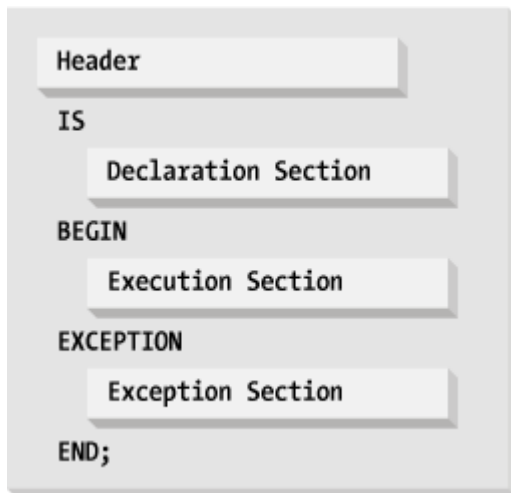 Header
IS
Declaration Section
BEGIN
Execution Section
EXCEPTION
Exception Section
END;